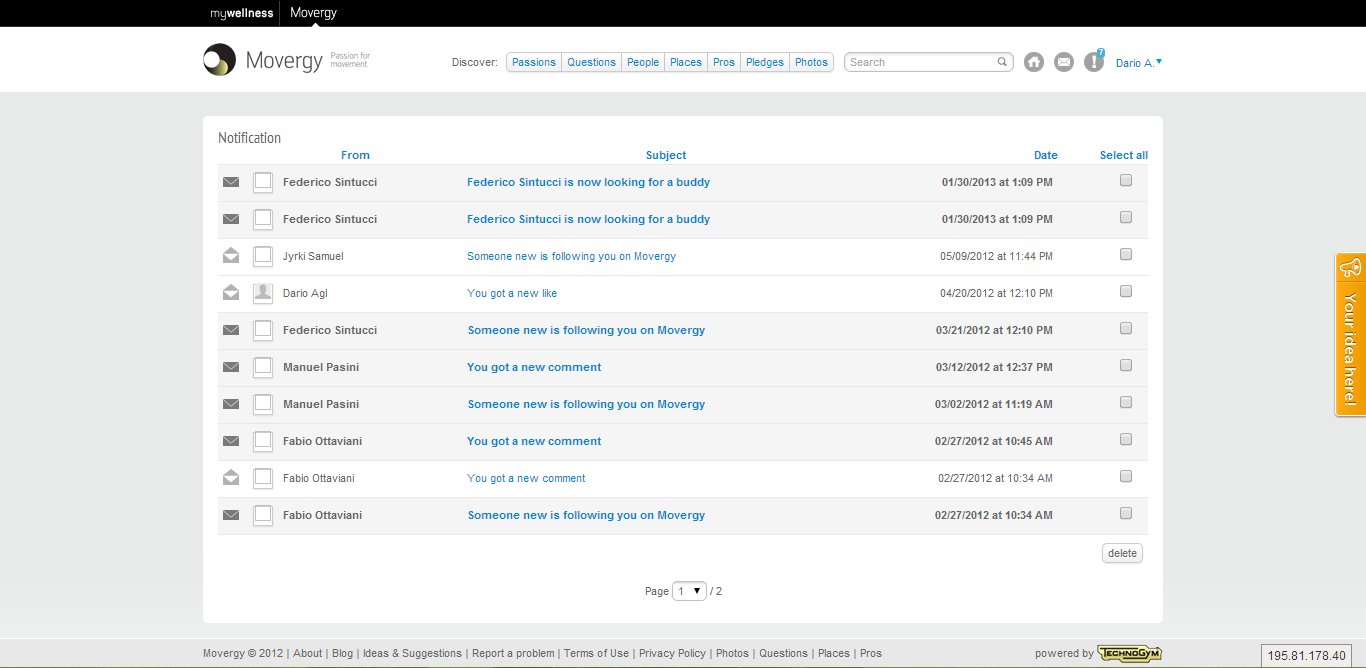 mywellness Movergy
Movergy Passion for movement.
Discover: Passions Questions People Places Pros Pledges Photos Search 7 Dario A.
Notification
From Subject Date Select all
Federico Sintucci Federico Sintucci is now looking for a buddy 01/30/2013 at 1:09 PM
Federico Sintucci Federico Sintucci is now looking for a buddy 01/30/2013 at 1:09 PM
Jyrki Samuel Someone new is following you on Movergy 05/09/2012 at 11:44 PM
Dario Agl You got a new like 04/20/2012 at 12:10 PM
Federico Sintucci Someone new is following you on Movergy 03/21/2012 at 12:10 PM
Manuel Pasini You got a new comment 03/12/2012 at 12:37 PM
Manuel Pasini Someone new is following you on Movergy 03/02/2012 at 11:19 AM
Fabio Ottaviani You got a new comment 02/27/2012 at 10:45 AM
Fabio Ottaviani You got a new comment 02/27/2012 at 10:34 AM
Fabio Ottaviani Someone new is following you on Movergy 02/27/2012 at 10:34 AM
delete
Page 1 / 2
Your idea here!
Movergy © 2012 | About | Blog | Ideas & Suggestions | Report a problem | Terms of Use | Privacy Policy | Photos | Questions | Places | Pros powered by TECHNOGYM
195.81.178.40